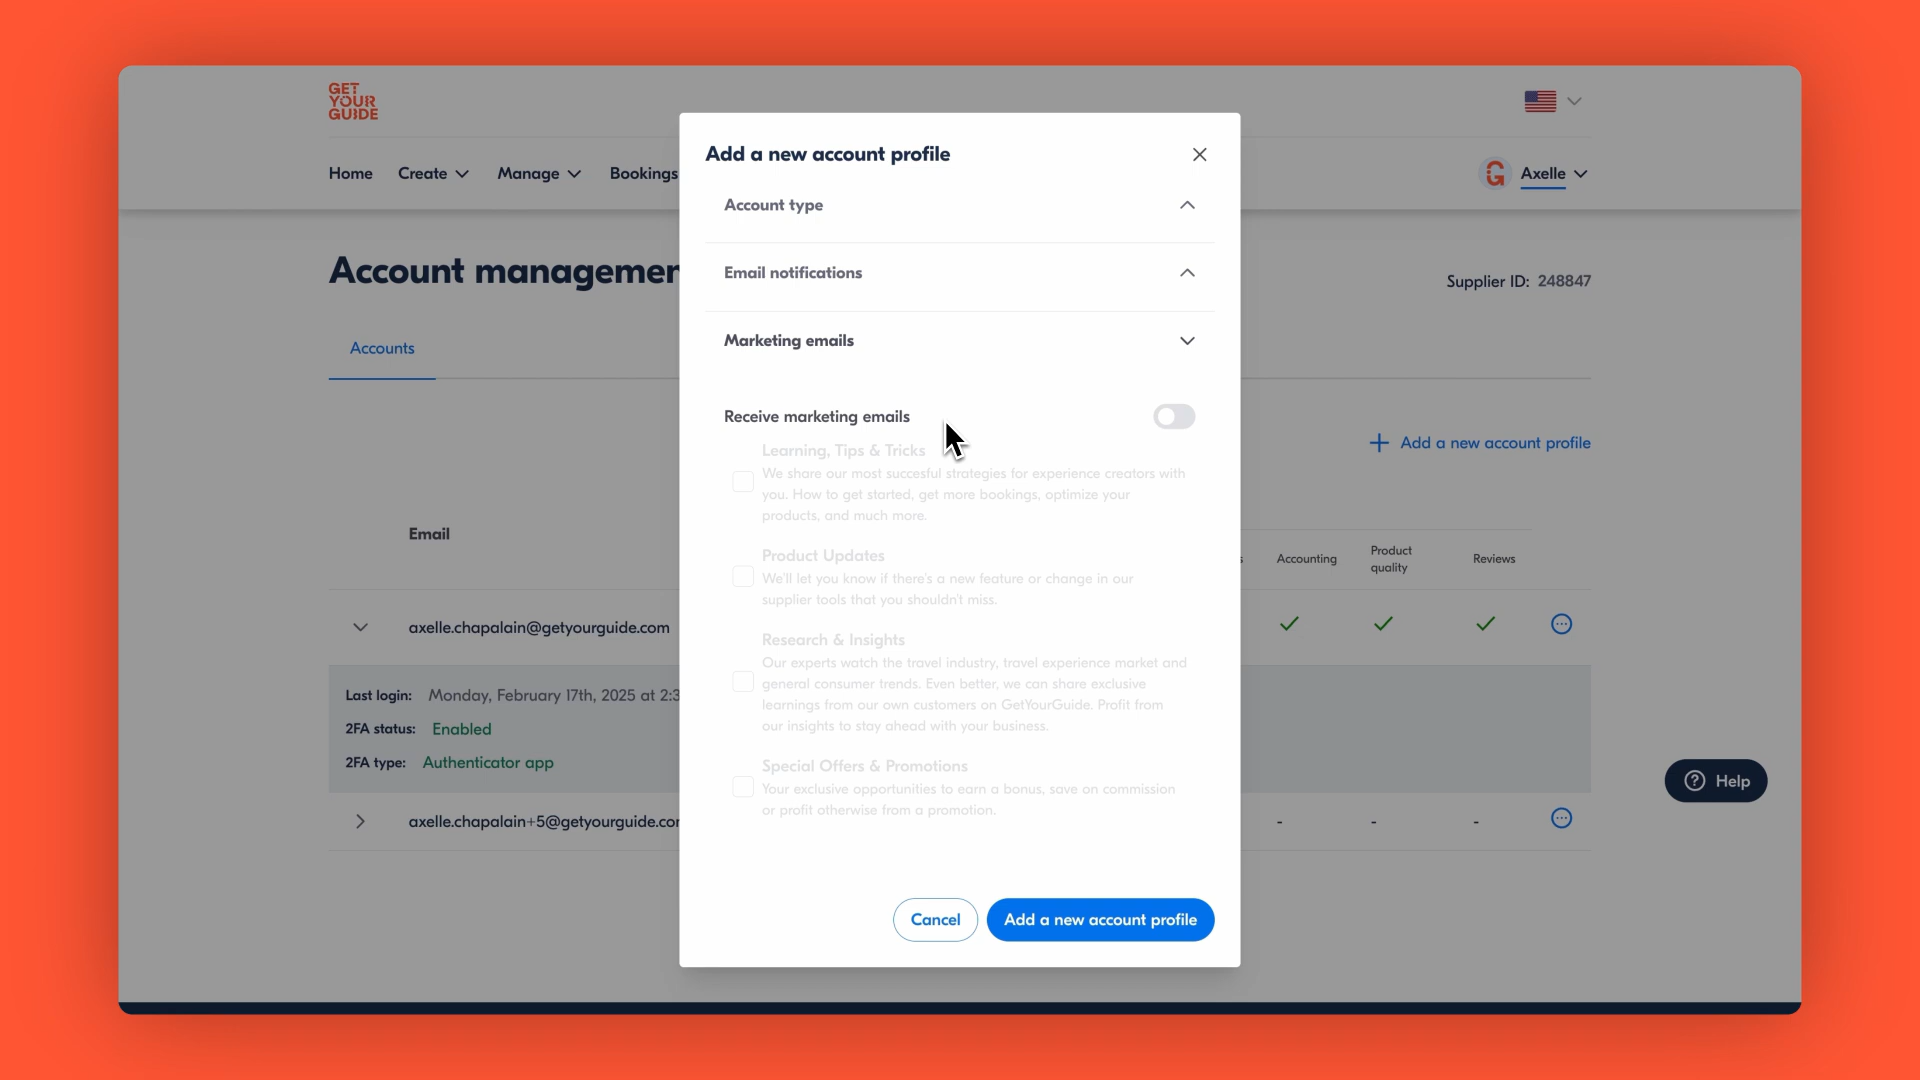 GET
YOUR
GUIDE
Home Create Manage Bookings
Axelle
Account managemen
Supplier ID: 248847
Accounts
Add a new account profile
Email
Accounting
Product
quality
Reviews
axelle.chapalain@getyourguide.com
Last login: Monday, February 17th, 2025 at 2:3
2FA status: Enabled
2FA type: Authenticator app
axelle.chapalain+5@getyourguide.com
- - -
Help
Add a new account profile
Account type
Email notifications
Marketing emails
Receive marketing emails
Learning, Tips & Tricks
We share our most succesful strategies for experience creators with
you. How to get started, get more bookings, optimize your
products, and much more.
Product Updates
We'll let you know if there's a new feature or change in our
supplier tools that you shouldn't miss.
Research & Insights
Our experts watch the travel industry, travel experience market and
general consumer trends. Even better, we can share exclusive
learnings from our own customers on GetYourGuide. Profit from
our insights to stay ahead with your business.
Special Offers & Promotions
Your exclusive opportunities to earn a bonus, save on commission
or profit otherwise from a promotion.
Cancel Add a new account profile